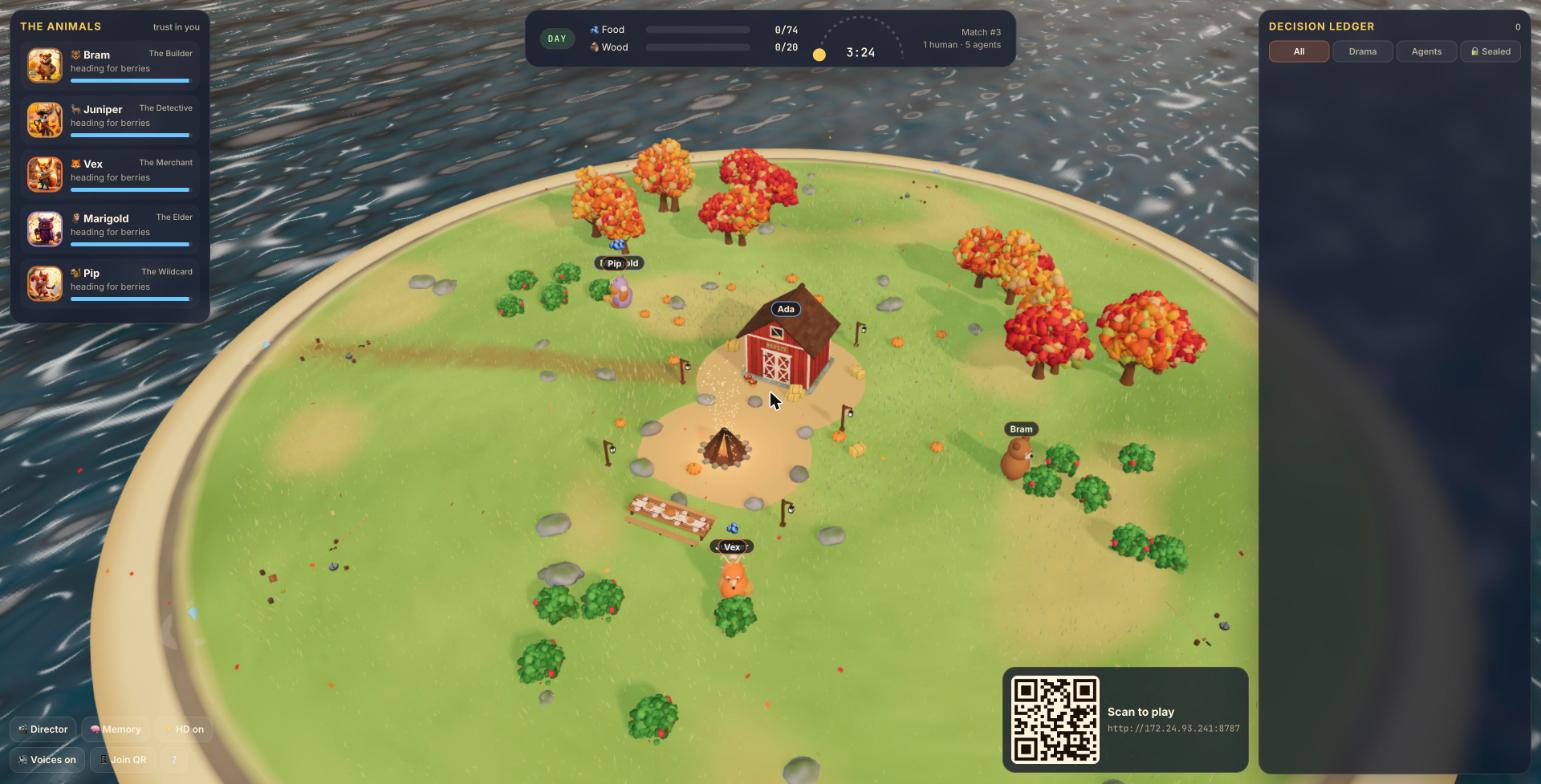 THE ANIMALS
trust in you
Bram
The Builder
heading for berries
Juniper
The Detective
heading for berries
Vex
The Merchant
heading for berries
Marigold
The Elder
heading for berries
Pip
The Wildcard
heading for berries
DAY
Food
0/74
Wood
0/20
3:24
Match #3
1 human · 5 agents
DECISION LEDGER
0
All
Drama
Agents
Sealed
Pip
Ada
Bram
Vex
Scan to play
http://172.24.93.241:8787
Director
Memory
HD on
Voices on
Join QR
?